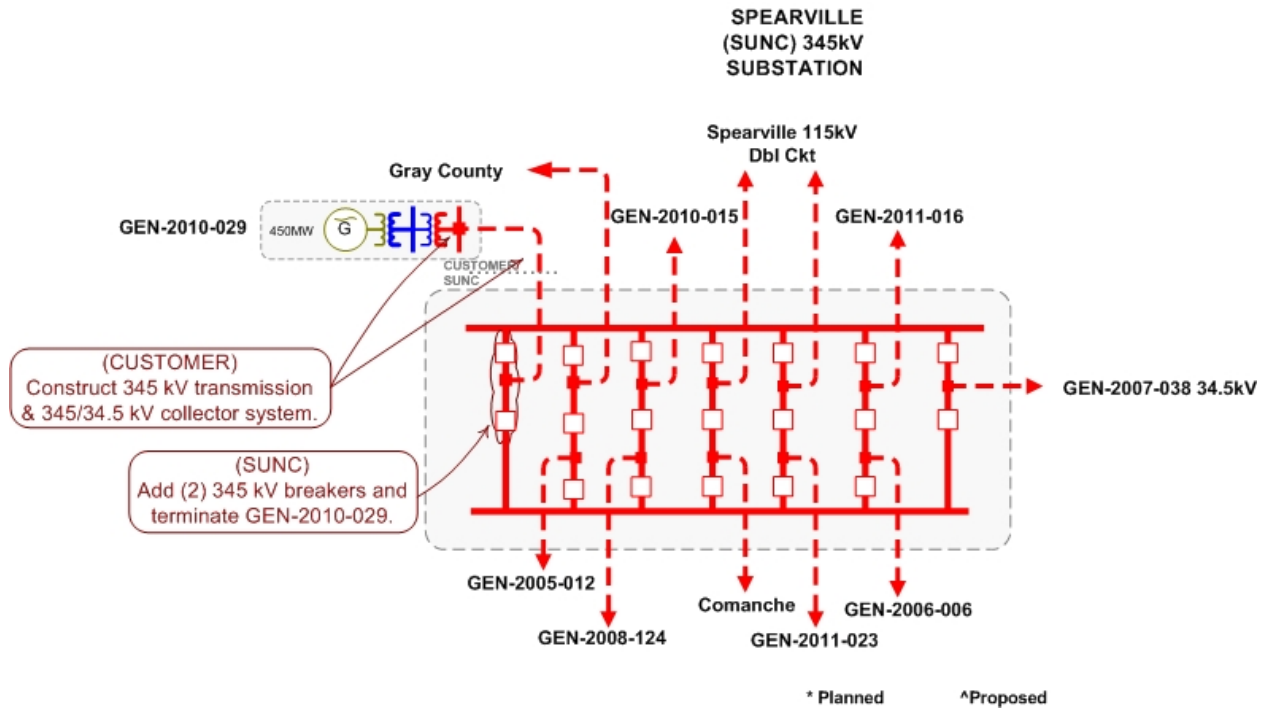 SPEARVILLE
(SUNC) 345kV
SUBSTATION
Spearville 115kV
Dbl Ckt
Gray County
GEN-2010-029
450MW
G
GEN-2010-015
GEN-2011-016
CUSTOMER
SUNC
(CUSTOMER)
Construct 345 kV transmission
& 345/34.5 kV collector system.
GEN-2007-038 34.5kV
(SUNC)
Add (2) 345 kV breakers and
terminate GEN-2010-029.
GEN-2005-012
Comanche
GEN-2006-006
GEN-2008-124
GEN-2011-023
* Planned
^Proposed